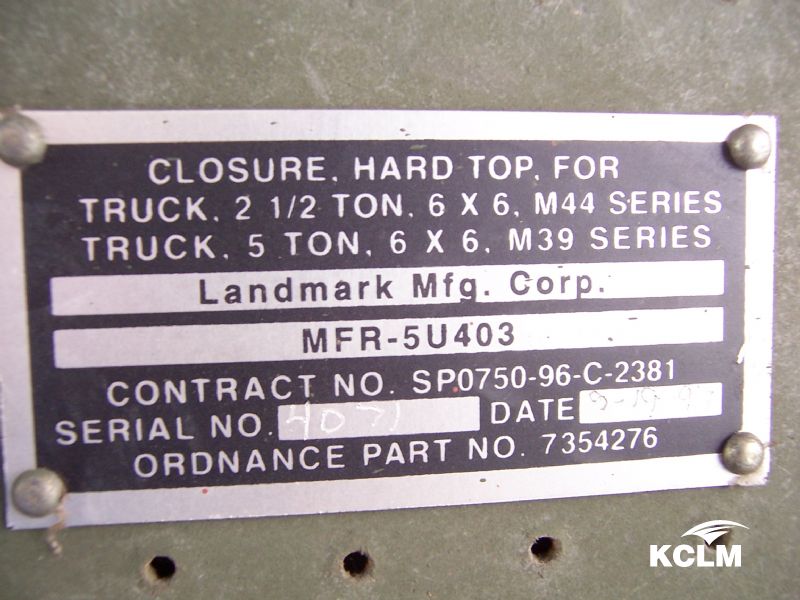 CLOSURE, HARD TOP, FOR
TRUCK, 2 1/2 TON, 6 X 6, M44 SERIES
TRUCK, 5 TON, 6 X 6, M39 SERIES
Landmark Mfg. Corp.
MFR-5U403
CONTRACT NO. SP0750-96-C-2381
SERIAL NO. 4071 DATE
ORDNANCE PART NO. 7354276
KCLM